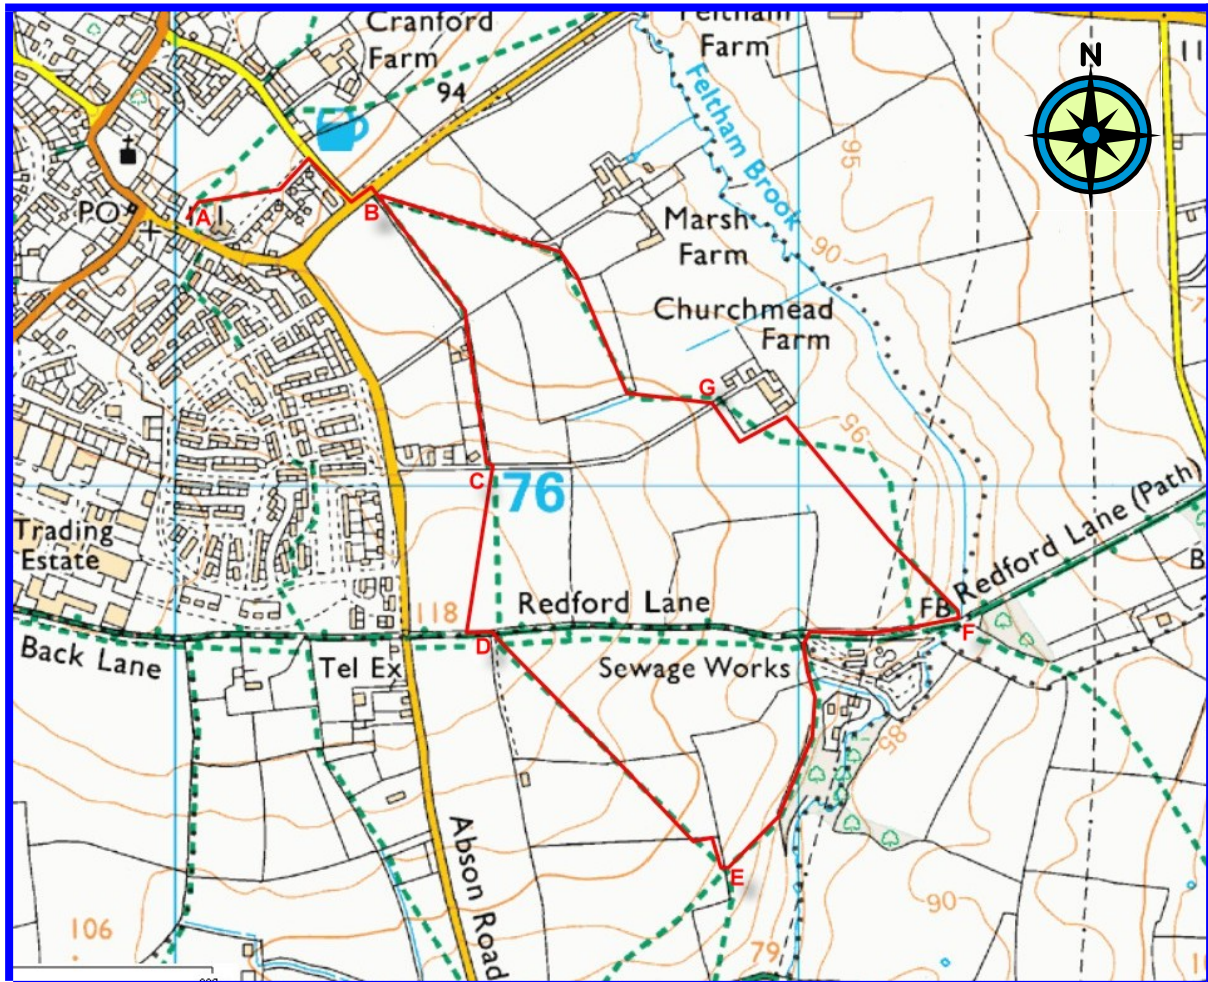 Cranford
Farm
Feltham
Farm
N
94
11
Feltham Brook
95
PO
A
B
Marsh
Farm
90
Churchmead
Farm
G
95
C
76
Trading
Estate
Redford Lane (Path)
118
Redford Lane
FB
F
B
Back Lane
Tel Ex
D
Sewage Works
85
Abson Road
E
90
106
79